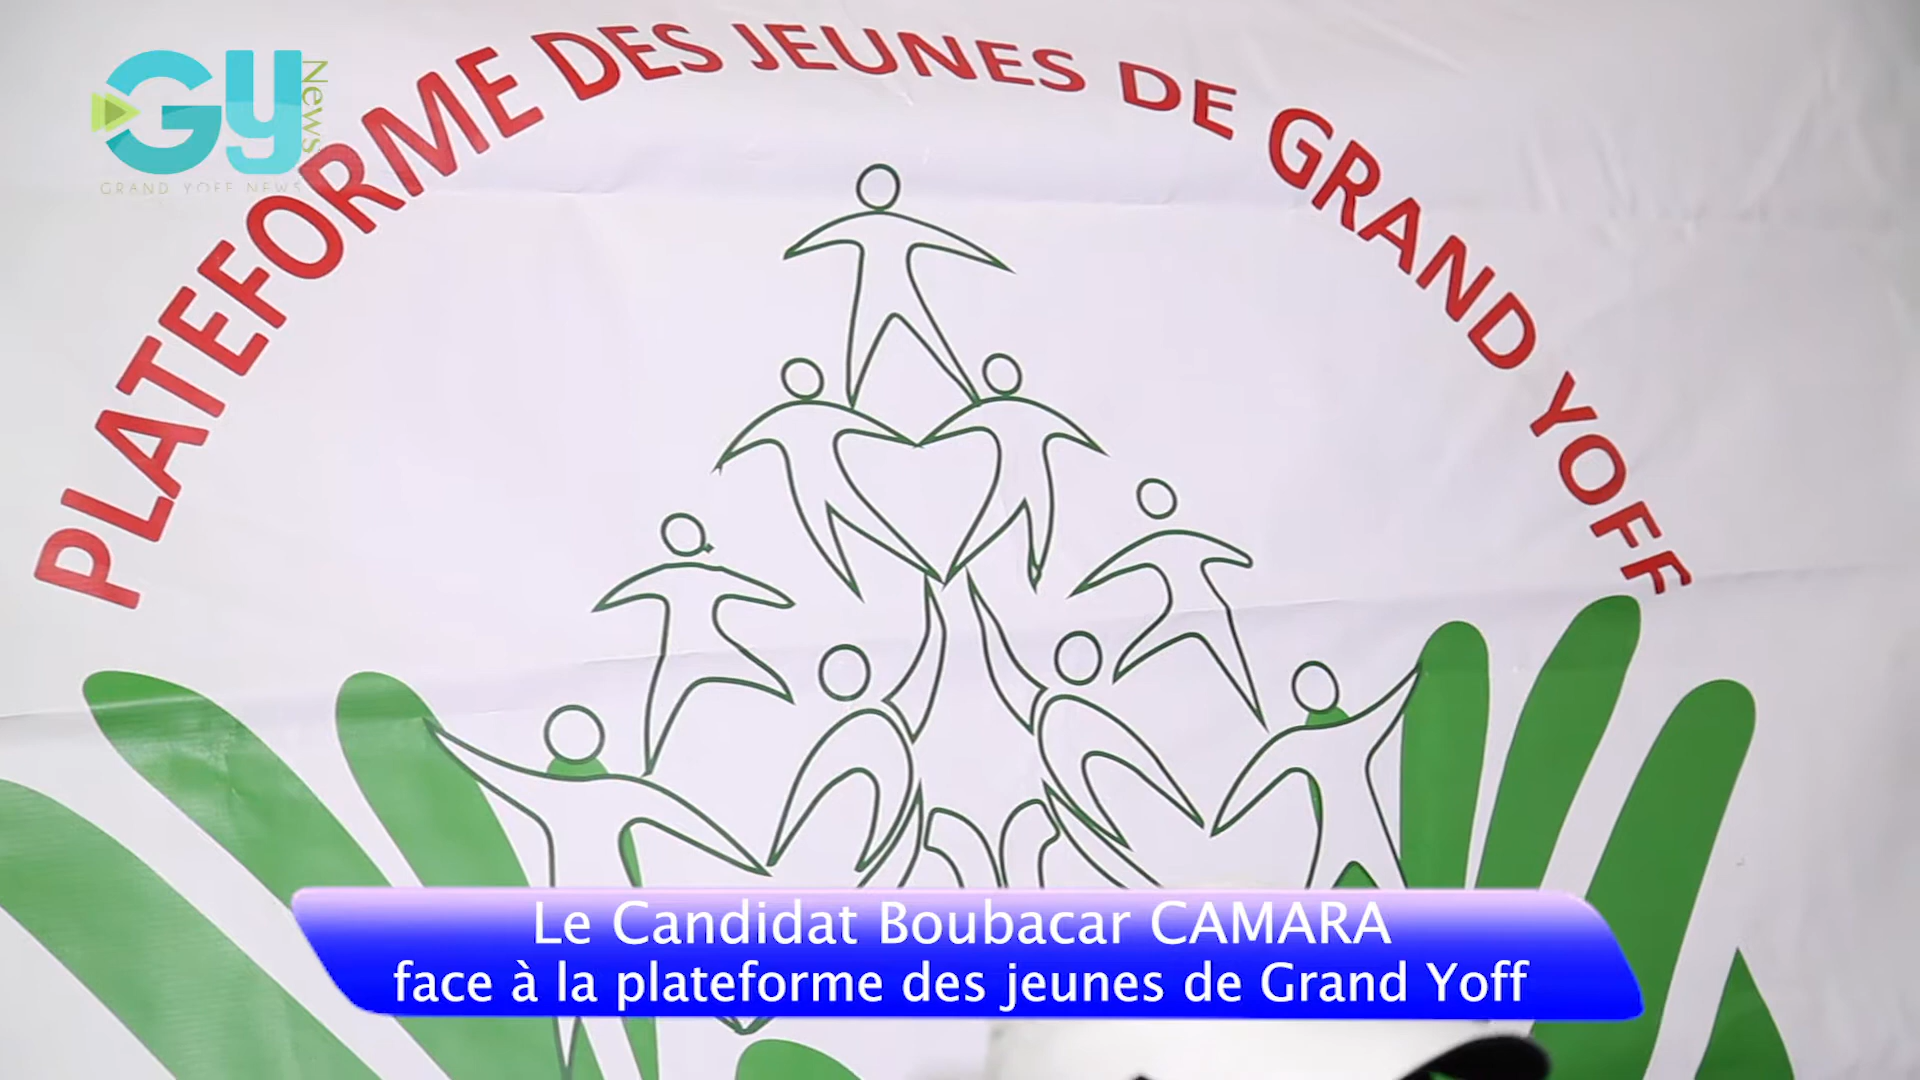 GY News
GRAND YOFF NEWS
PLATEFORME DES JEUNES DE GRAND YOFF
Le Candidat Boubacar CAMARA
face à la plateforme des jeunes de Grand Yoff